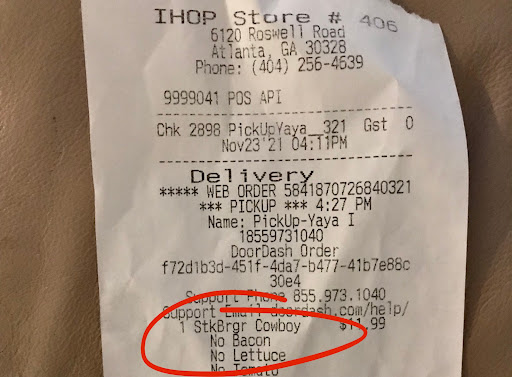 IHOP Store # 406
6120 Roswell Road
Atlanta, GA 30328
Phone: (404) 256-4639
9999041 POS API
Chk 2898 PickUpYaya__321 Gst 0
Nov23'21 04:11PM
Delivery
***** WEB ORDER 5841870726840321
*** PICKUP *** 4:27 PM
Name: PickUp-Yaya I
18559731040
DoorDash Order
f72d1b3d-451f-4da7-b477-41b7e88c
30e4
Support Phone 855.973.1040
Support Email doordash.com/help/
1 StkBrgr Cowboy $11.99
No Bacon
No Lettuce
No Tomato